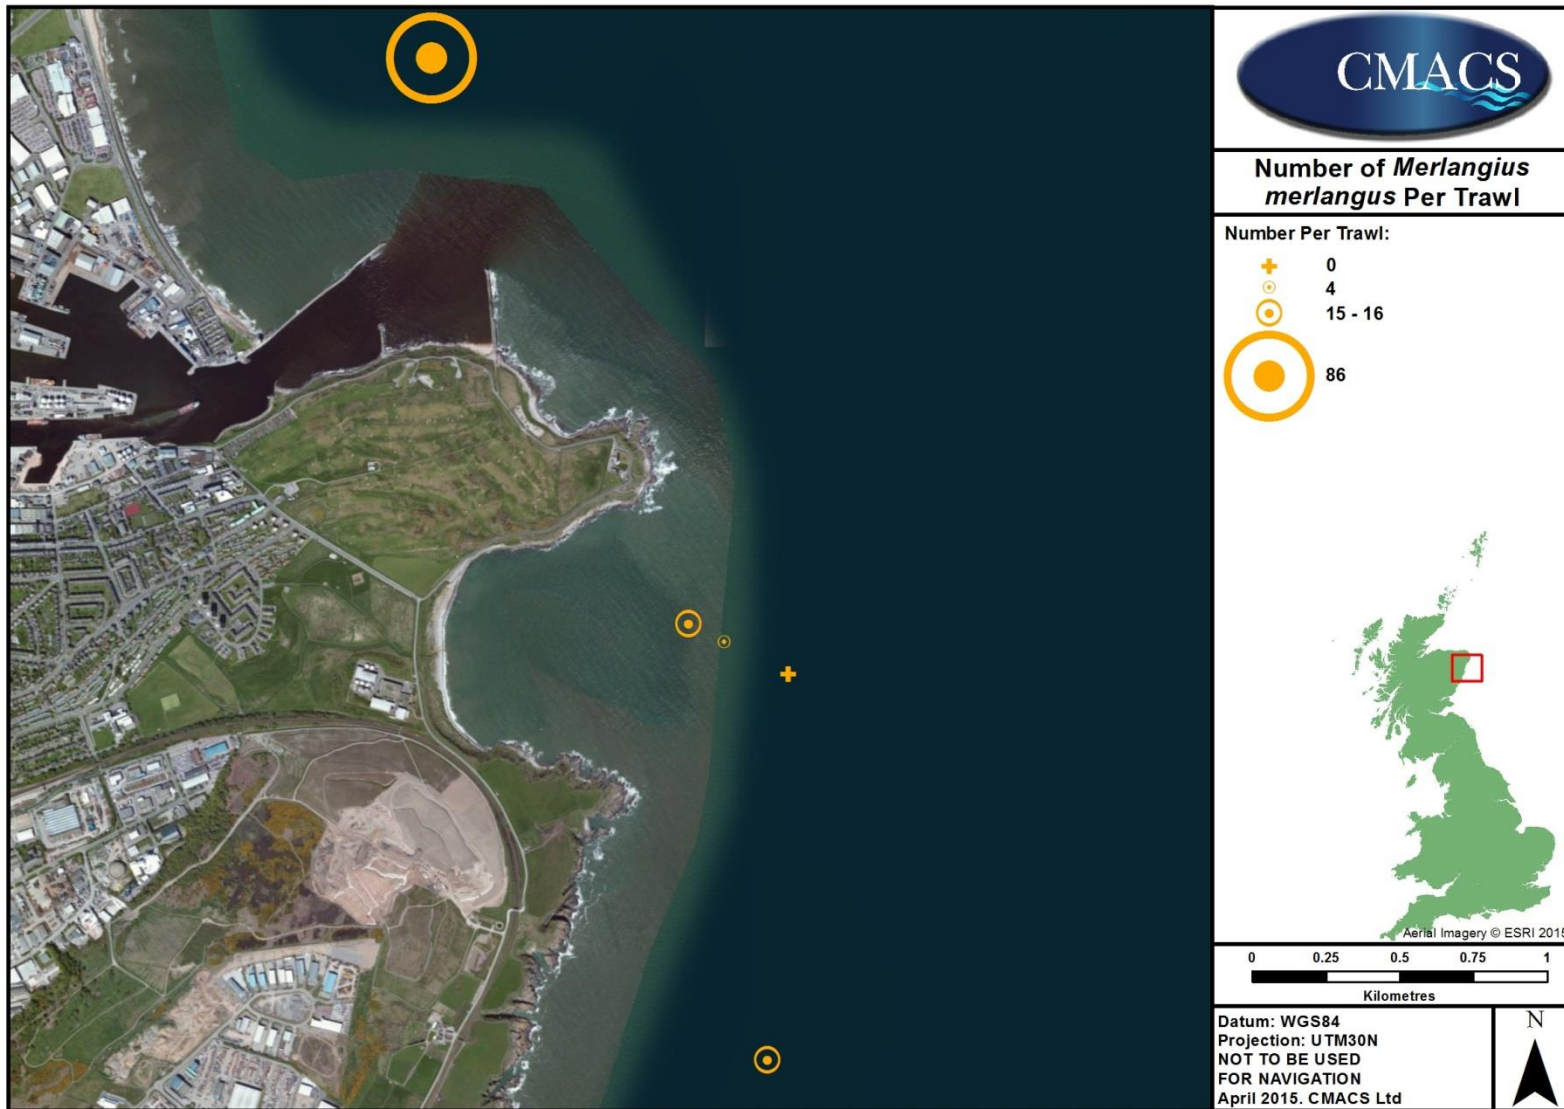 CMACS
Number of Merlangius
merlangus Per Trawl
Number Per Trawl:
0
4
15 - 16
86
Aerial Imagery © ESRI 2015
0 0.25 0.5 0.75 1
Kilometres
Datum: WGS84
Projection: UTM30N
NOT TO BE USED
FOR NAVIGATION
April 2015. CMACS Ltd
N